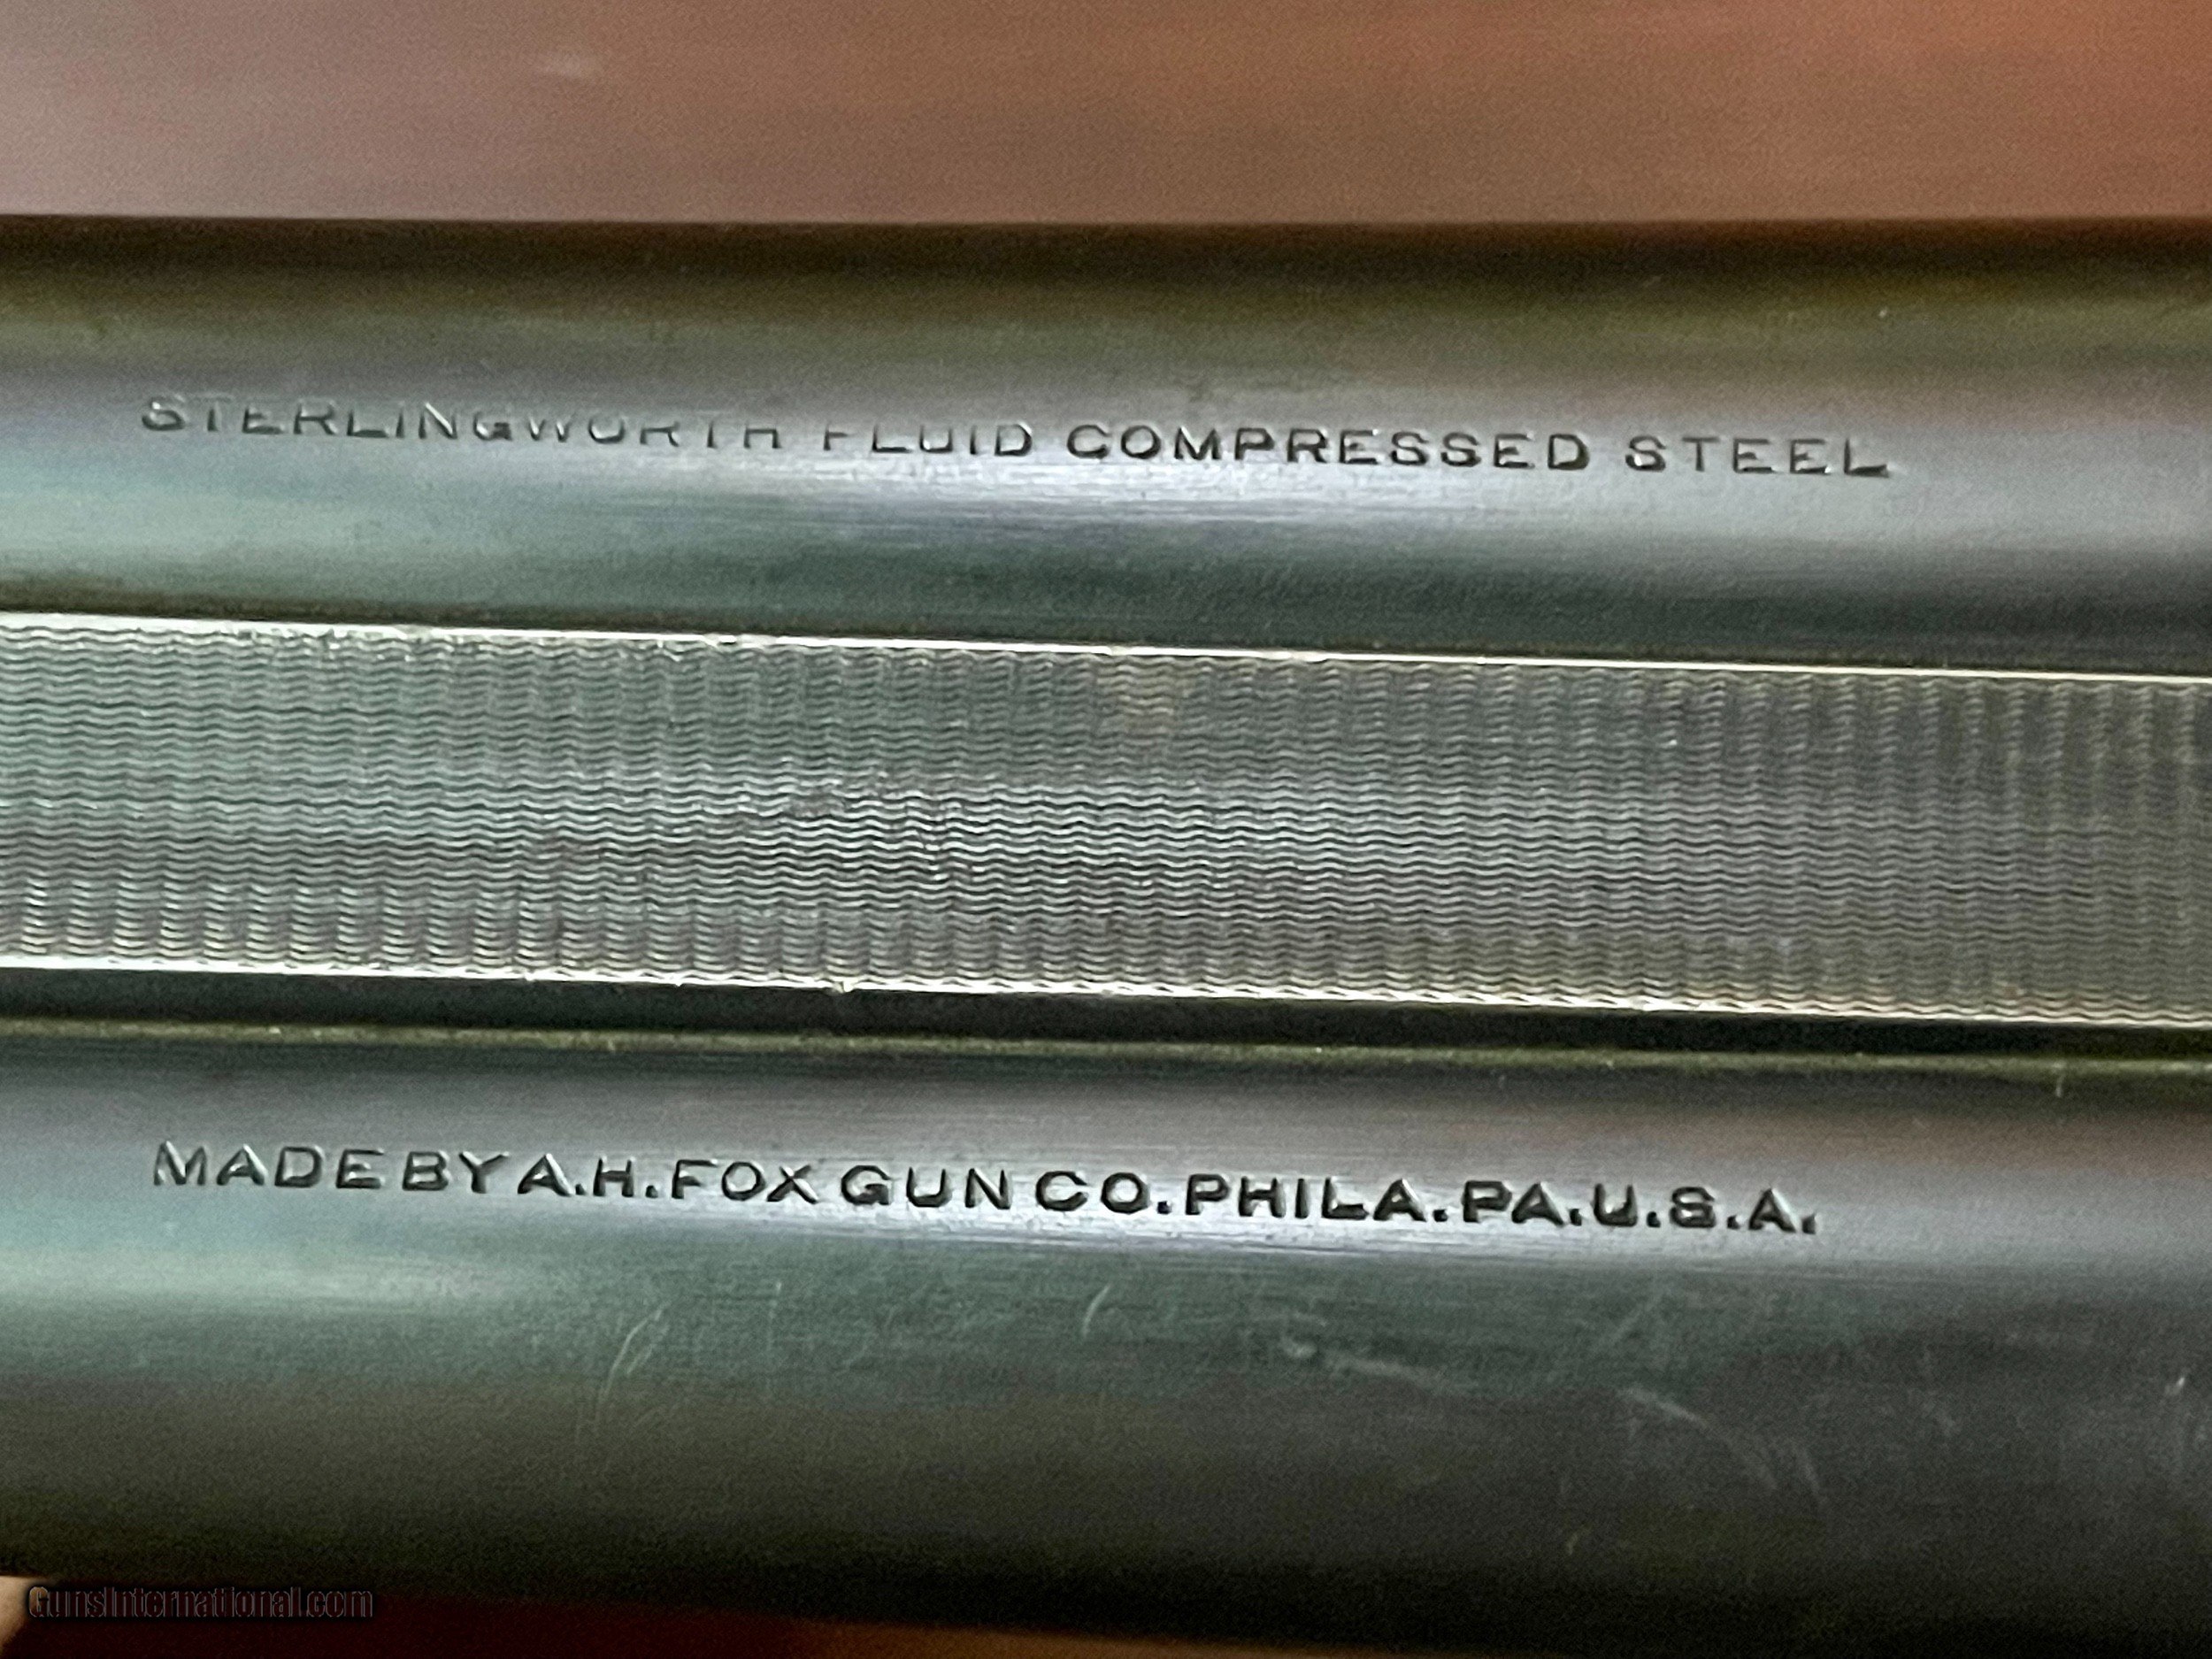 STERLINGWORTH FLUID COMPRESSED STEEL
MADE BY A.H.FOX GUN CO. PHILA. PA. U.S.A.
GunsInternational.com